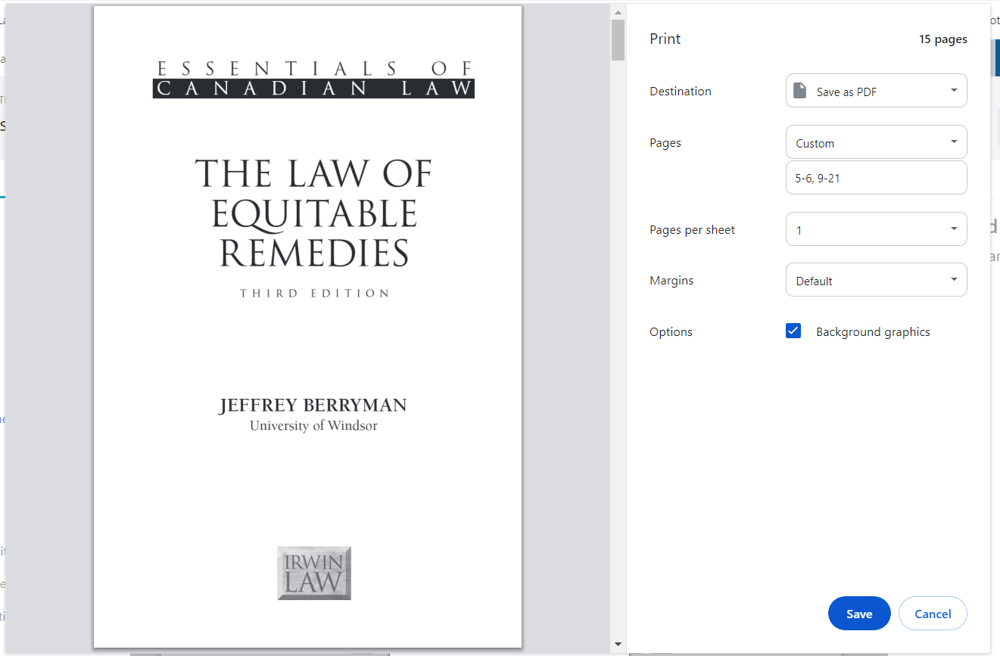 ESSENTIALS OF
CANADIAN LAW
THE LAW OF
EQUITABLE
REMEDIES
THIRD EDITION
JEFFREY BERRYMAN
University of Windsor
IRWIN
LAW
Print
15 pages
Destination
Save as PDF
Pages
Custom
5-6, 9-21
Pages per sheet
1
Margins
Default
Options
Background graphics
Save
Cancel